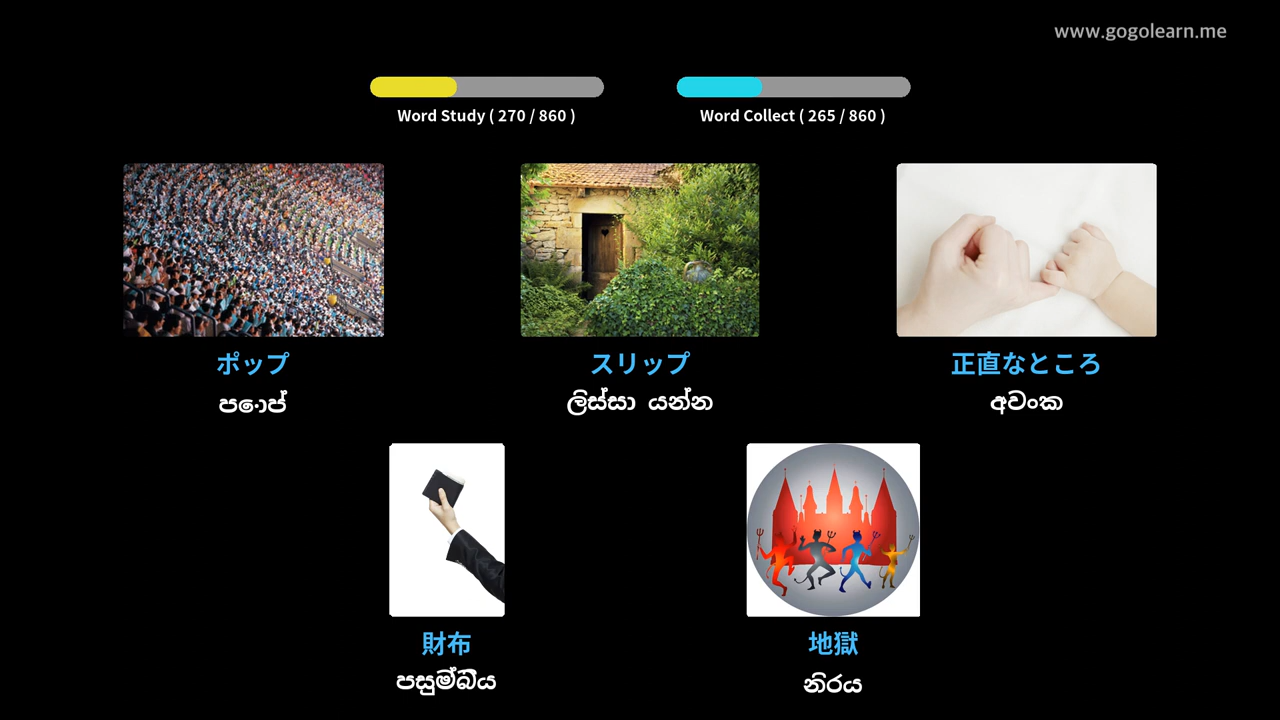 www.gogolearn.me
Word Study ( 270 / 860 )
Word Collect ( 265 / 860 )
ポップ
පොප්
スリップ
ලිස්සා යන්න
正直なところ
අවංක
財布
පසුම්බිය
地獄
නිරය